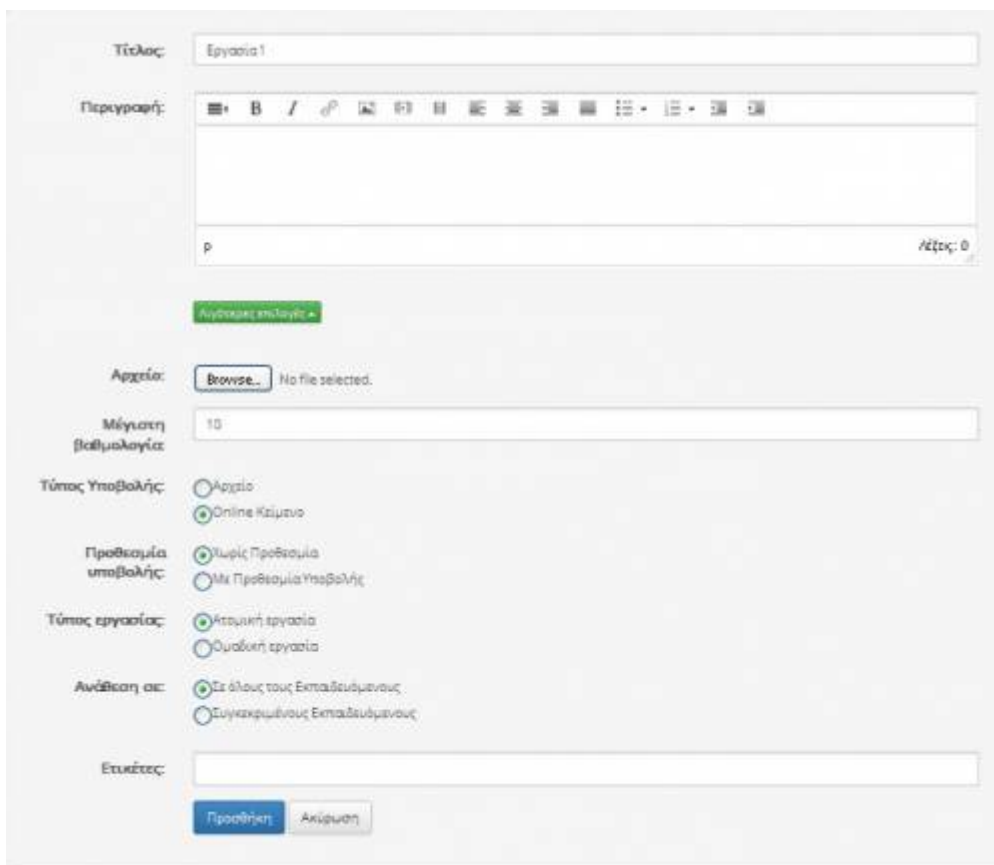 Τίτλος: Εργασία 1
Περιγραφή:
B I
p Λέξεις: 0
Λιγότερες επιλογές
Αρχείο: Browse... No file selected.
Μέγιστη 10
βαθμολογία:
Τύπος Υποβολής: Αρχείο
Online Κείμενο
Προθεσμία Χωρίς Προθεσμία
υποβολής: Με Προθεσμία Υποβολής
Τύπος εργασίας: Ατομική εργασία
Ομαδική εργασία
Ανάθεση σε: Σε όλους τους Εκπαιδευόμενους
Συγκεκριμένους Εκπαιδευόμενους
Ετικέτες:
Προσθήκη Ακύρωση